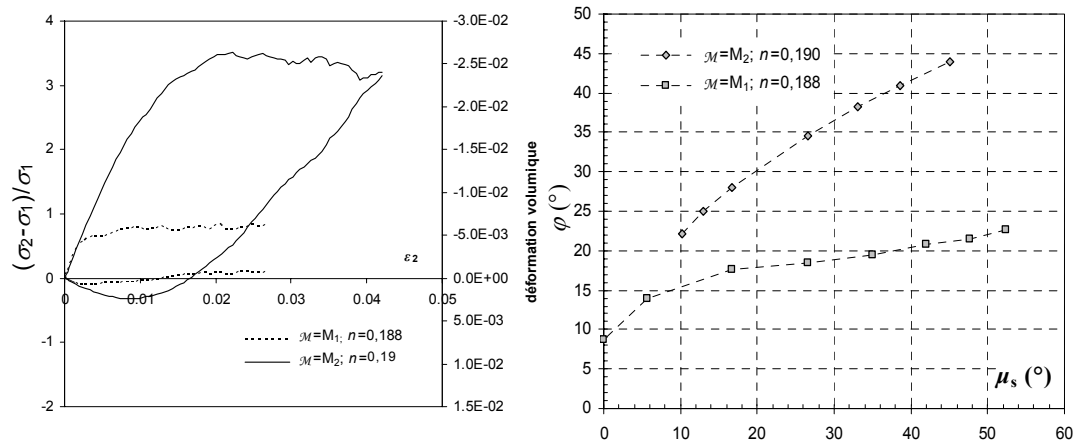 4
3
2
1
0
-1
-2
(σ2-σ1)/σ1
0
0.01
0.02
0.03
0.04
0.05
ε2
-3.0E-02
-2.5E-02
-2.0E-02
-1.5E-02
-1.0E-02
-5.0E-03
0.0E+00
5.0E-03
1.0E-02
1.5E-02
déformation volumique
ℳ=M1; n=0,188
ℳ=M2; n=0,19
50
45
40
35
30
25
20
15
10
5
0
φ (°)
ℳ=M2; n=0,190
ℳ=M1; n=0,188
μs (°)
0
10
20
30
40
50
60